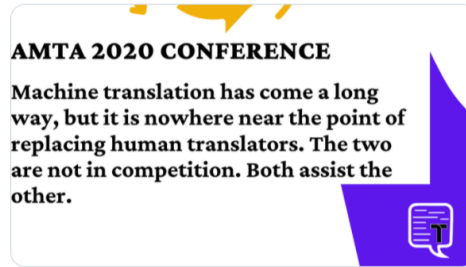 AMTA 2020 CONFERENCE
Machine translation has come a long
way, but it is nowhere near the point of
replacing human translators. The two
are not in competition. Both assist the
other.
T